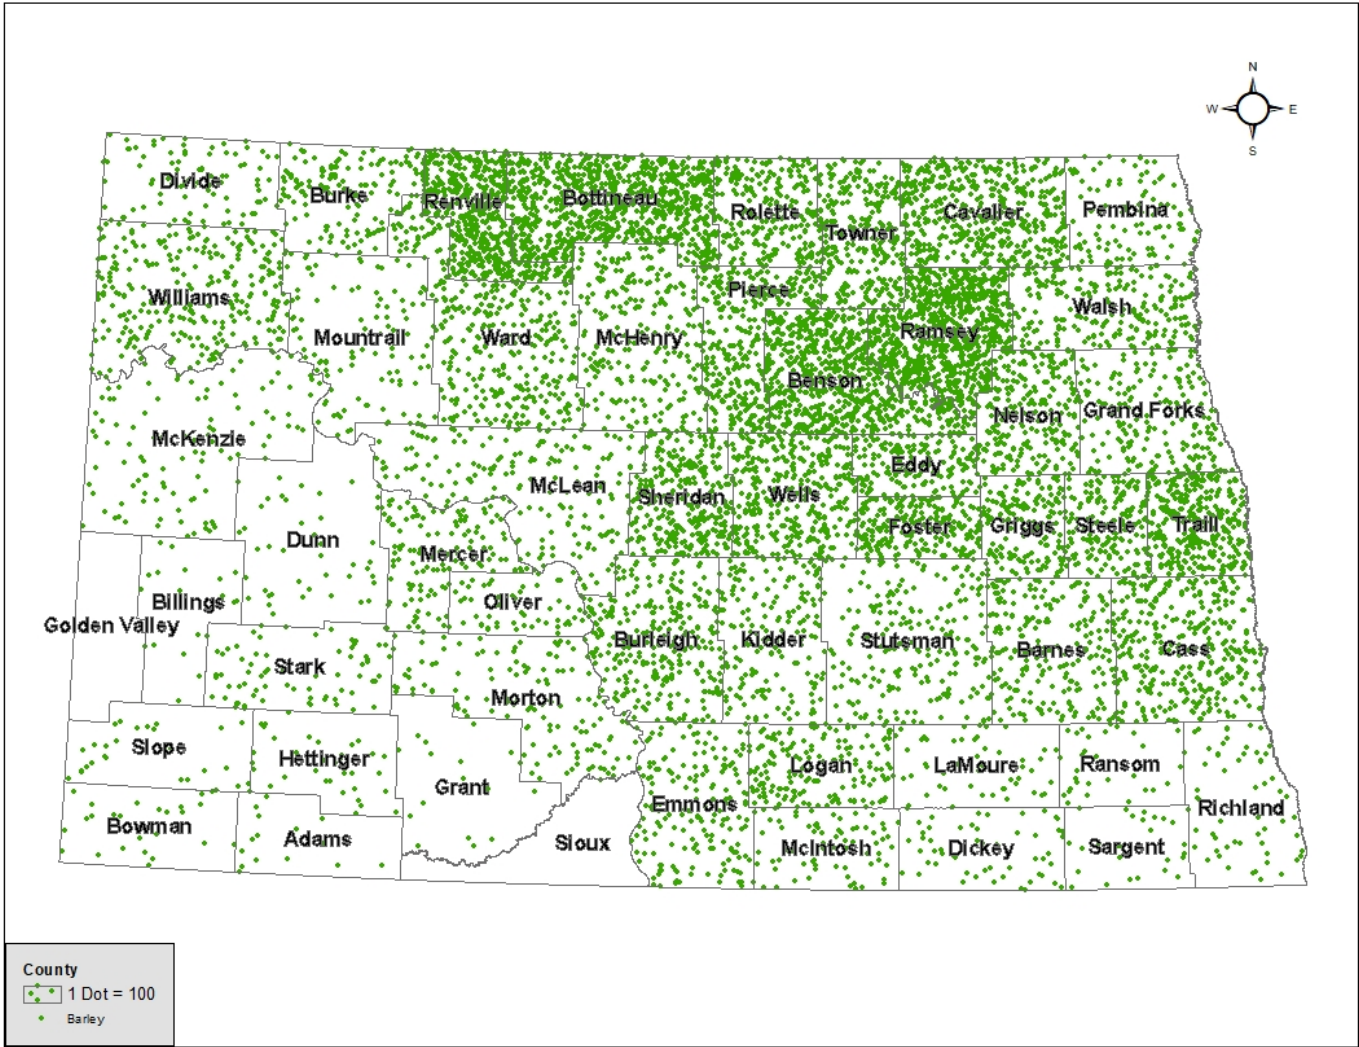 N
W E
S
Divide
Burke
Renville
Bottineau
Rolette
Towner
Cavalier
Pembina
Williams
Mountrail
Ward
McHenry
Pierce
Ramsey
Walsh
Benson
McKenzie
Nelson
Grand Forks
McLean
Sheridan
Wells
Eddy
Foster
Griggs
Steele
Traill
Dunn
Mercer
Oliver
Billings
Golden Valley
Stark
Burleigh
Kidder
Stutsman
Barnes
Cass
Morton
Slope
Hettinger
Grant
Logan
LaMoure
Ransom
Emmons
Richland
Bowman
Adams
Sioux
McIntosh
Dickey
Sargent
County
1 Dot = 100
Barley